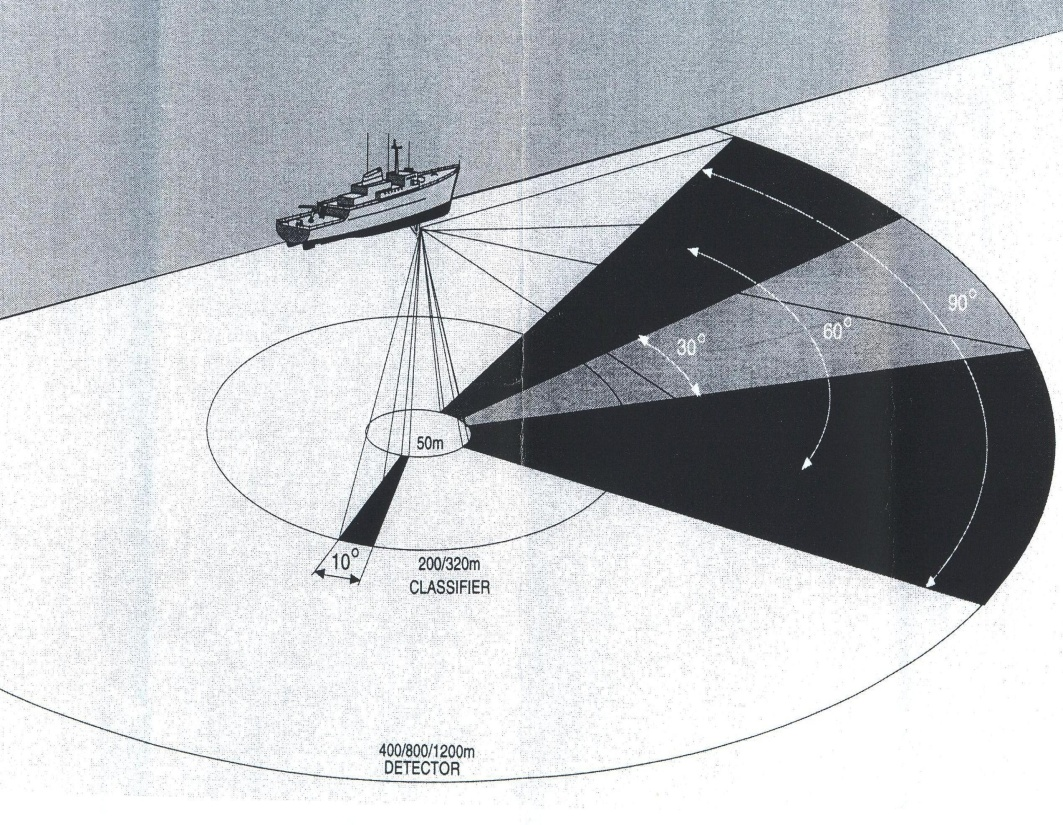 90°
60°
30°
50m
10°
200/320m
CLASSIFIER
400/800/1200m
DETECTOR